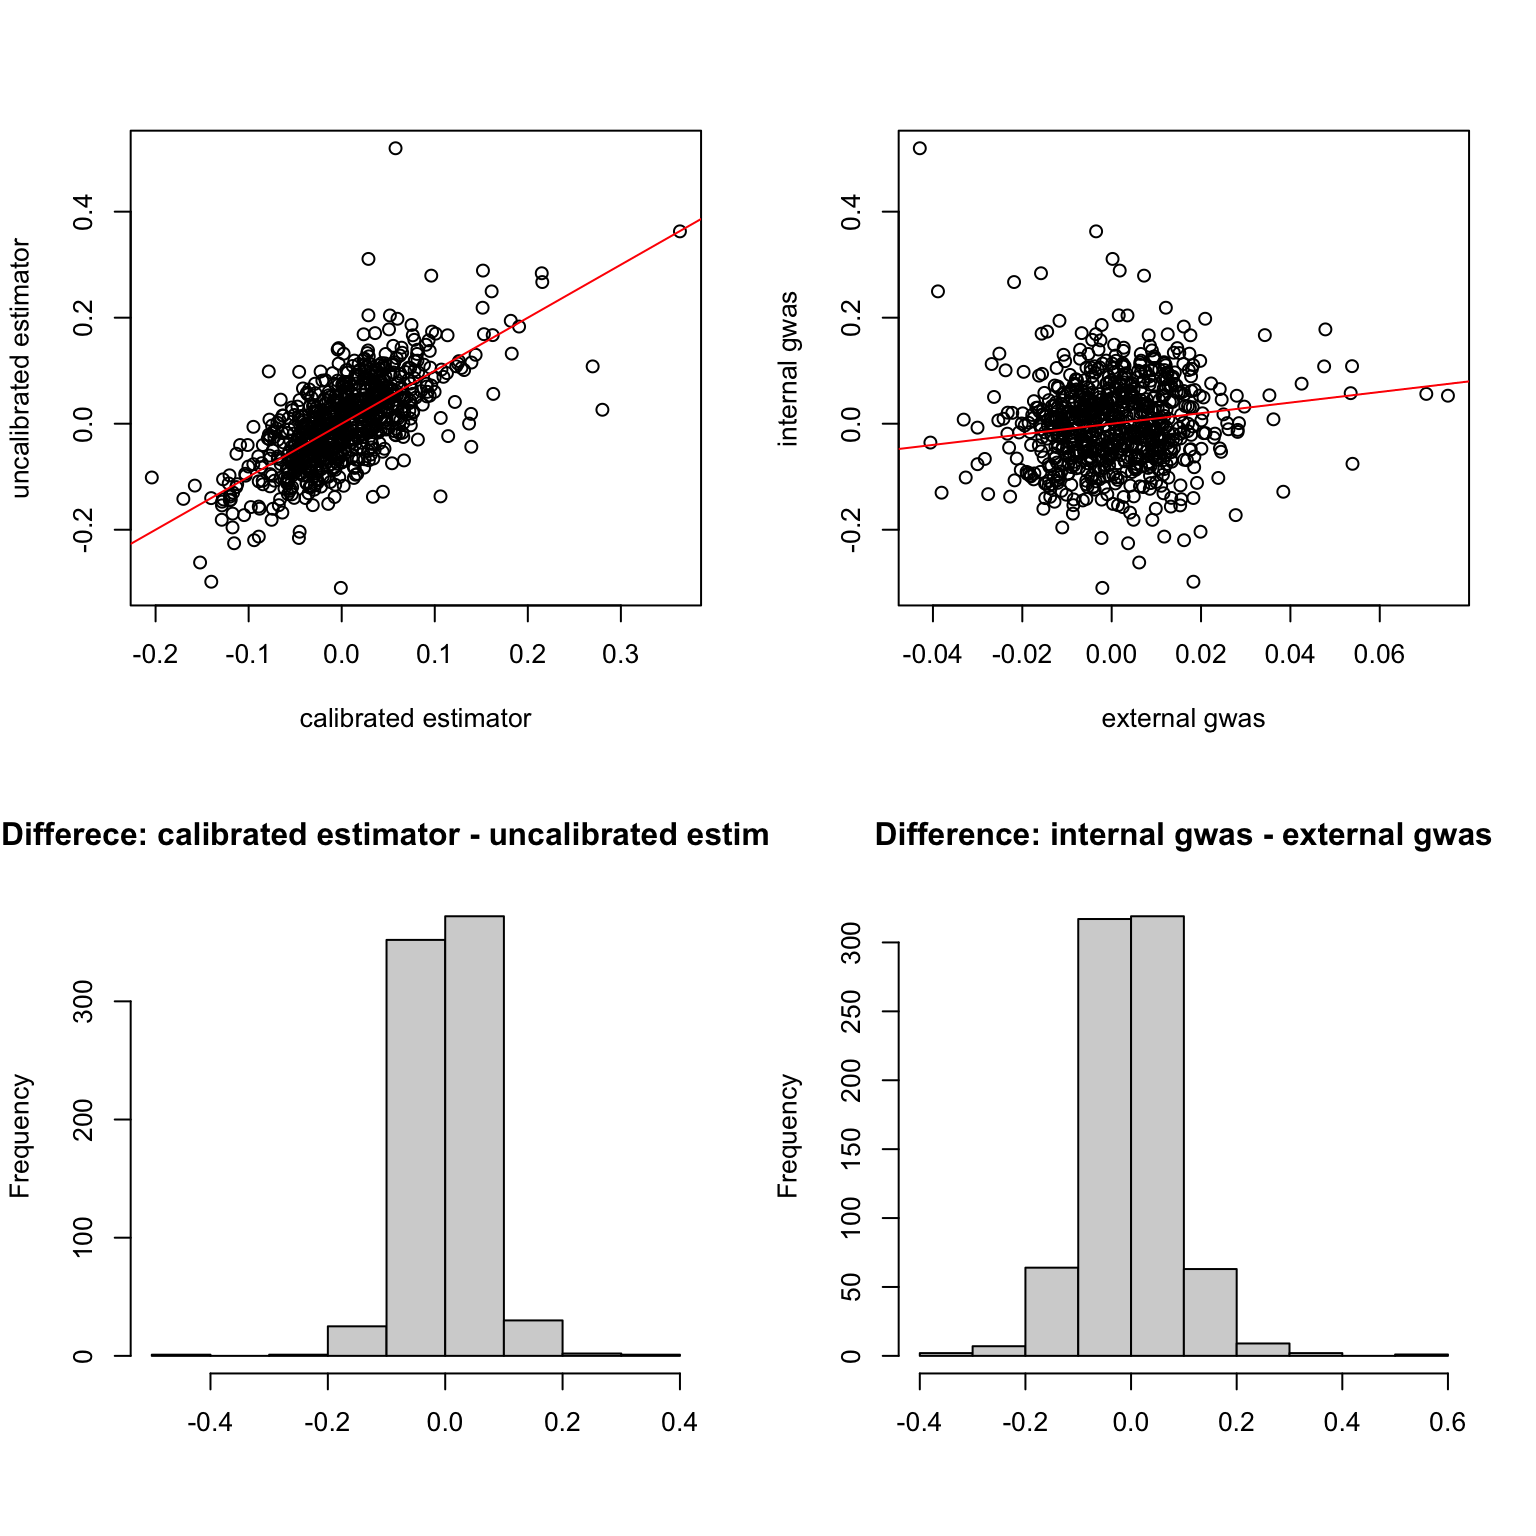 uncalibrated estimator
-0.2 0.0 0.2 0.4
-0.2 -0.1 0.0 0.1 0.2 0.3
calibrated estimator
internal gwas
-0.2 0.0 0.2 0.4
-0.04 -0.02 0.00 0.02 0.04 0.06
external gwas
Differece: calibrated estimator - uncalibrated estim
Frequency
0 100 200 300
-0.4 -0.2 0.0 0.2 0.4
Difference: internal gwas - external gwas
Frequency
0 50 100 150 200 250 300
-0.4 -0.2 0.0 0.2 0.4 0.6